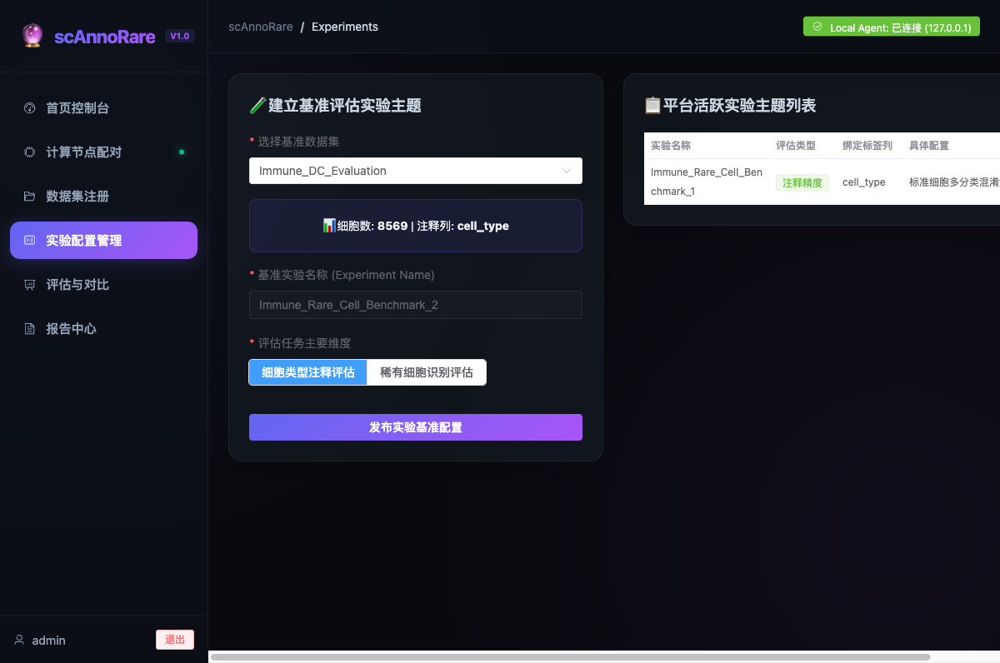 scAnnoRare V1.0
首页控制台
计算节点配对
数据集注册
实验配置管理
评估与对比
报告中心
admin
退出
scAnnoRare / Experiments
Local Agent: 已连接 (127.0.0.1)
建立基准评估实验主题
* 选择基准数据集
Immune_DC_Evaluation
细胞数: 8569 | 注释列: cell_type
* 基准实验名称 (Experiment Name)
Immune_Rare_Cell_Benchmark_2
* 评估任务主要维度
细胞类型注释评估 稀有细胞识别评估
发布实验基准配置
平台活跃实验主题列表
实验名称 评估类型 绑定标签列 具体配置
Immune_Rare_Cell_Ben
chmark_1 注释精度 cell_type 标准细胞多分类混淆